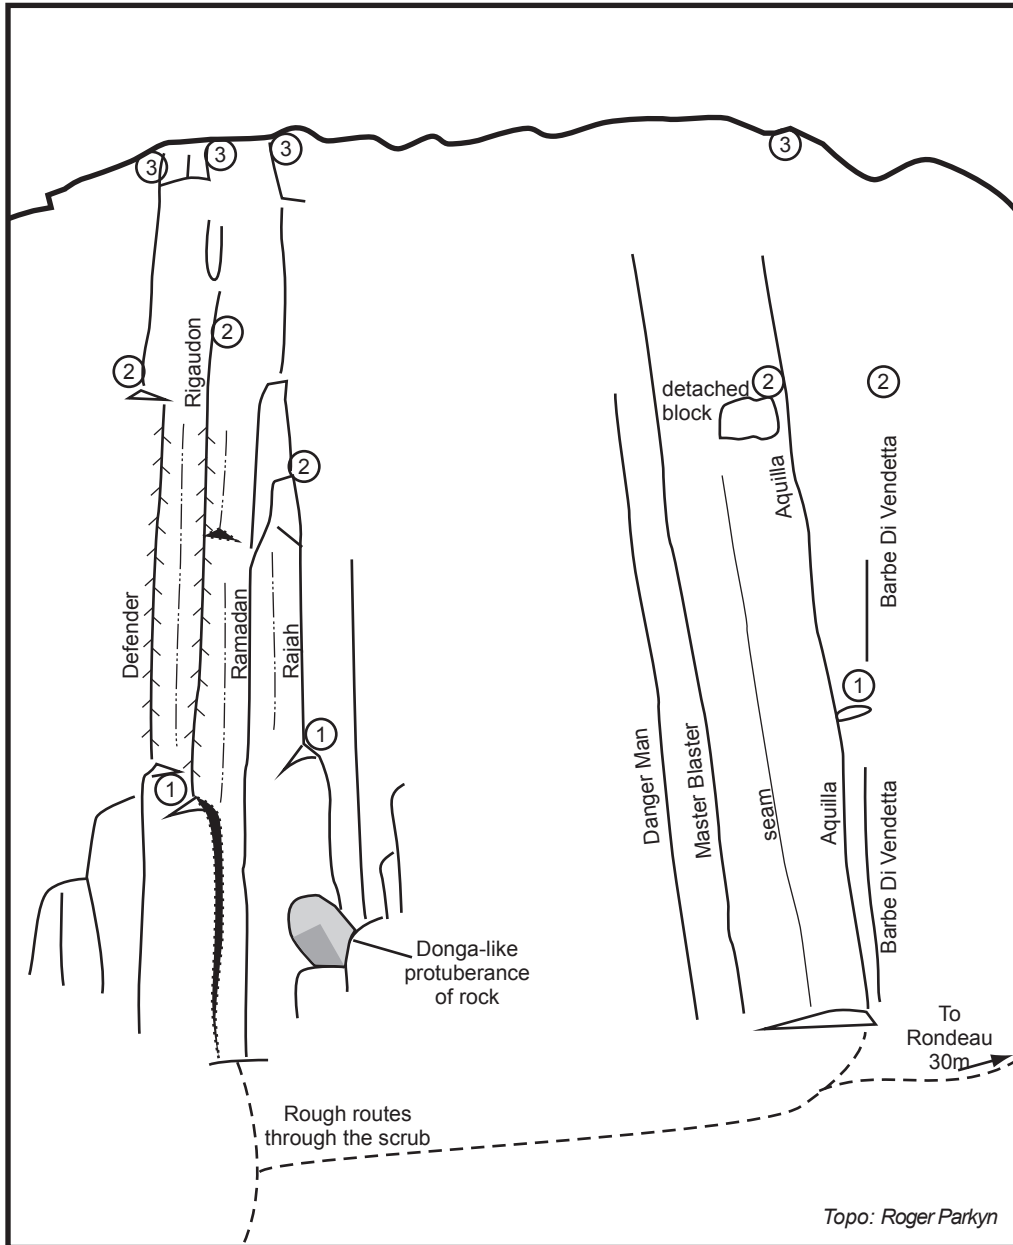 3
3
3
3
2
Rigaudon
2
detached
block
2
2
2
Aquilla
Barbe Di Vendetta
Defender
Ramadan
Rajah
1
1
1
Danger Man
Master Blaster
seam
Aquilla
Barbe Di Vendetta
Donga-like
protuberance
of rock
To
Rondeau
30m
Rough routes
through the scrub
Topo: Roger Parkyn